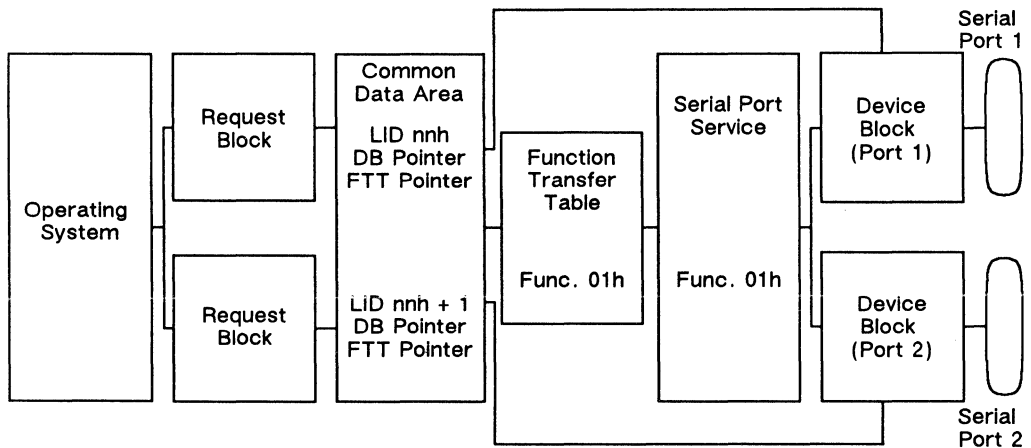 Operating
System
Request
Block
Request
Block
Common
Data Area
LID nnh
DB Pointer
FTT Pointer
LID nnh + 1
DB Pointer
FTT Pointer
Function
Transfer
Table
Func. 01h
Serial Port
Service
Func. 01h
Device
Block
(Port 1)
Device
Block
(Port 2)
Serial
Port 1
Serial
Port 2